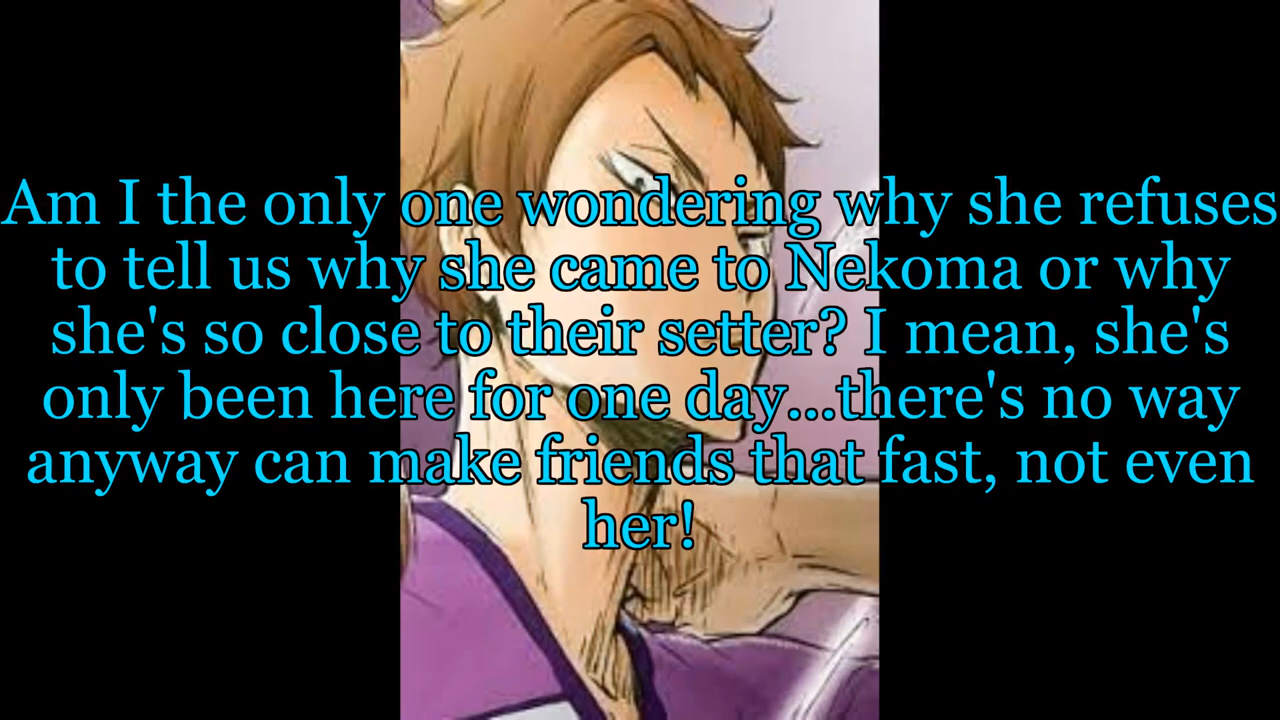 Am I the only one wondering why she refuses
to tell us why she came to Nekoma or why
she's so close to their setter? I mean, she's
only been here for one day...there's no way
anyway can make friends that fast, not even
her!